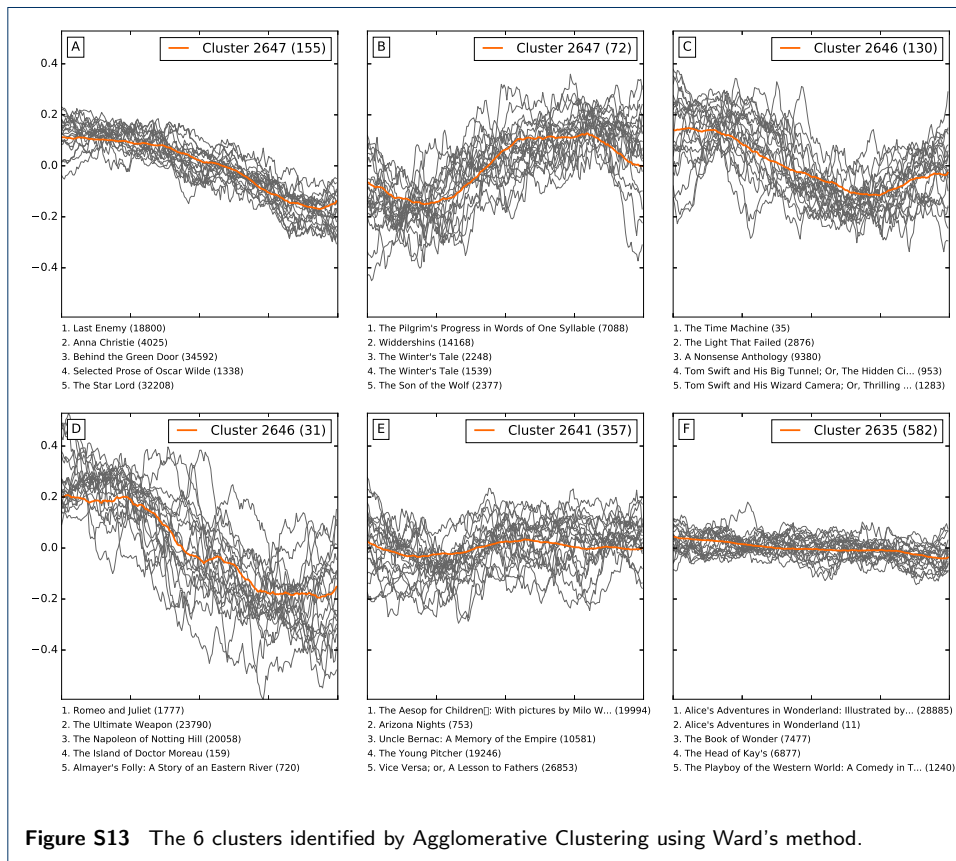 A
Cluster 2647 (155)
B
Cluster 2647 (72)
C
Cluster 2646 (130)
0.4
0.2
0.0
−0.2
−0.4
1. Last Enemy (18800)
2. Anna Christie (4025)
3. Behind the Green Door (34592)
4. Selected Prose of Oscar Wilde (1338)
5. The Star Lord (32208)
1. The Pilgrim's Progress in Words of One Syllable (7088)
2. Widdershins (14168)
3. The Winter's Tale (2248)
4. The Winter's Tale (1539)
5. The Son of the Wolf (2377)
1. The Time Machine (35)
2. The Light That Failed (2876)
3. A Nonsense Anthology (9380)
4. Tom Swift and His Big Tunnel; Or, The Hidden Ci... (953)
5. Tom Swift and His Wizard Camera; Or, Thrilling ... (1283)
D
Cluster 2646 (31)
E
Cluster 2641 (357)
F
Cluster 2635 (582)
0.4
0.2
0.0
−0.2
−0.4
1. Romeo and Juliet (1777)
2. The Ultimate Weapon (23790)
3. The Napoleon of Notting Hill (20058)
4. The Island of Doctor Moreau (159)
5. Almayer's Folly: A Story of an Eastern River (720)
1. The Aesop for Children▯: With pictures by Milo W... (19994)
2. Arizona Nights (753)
3. Uncle Bernac: A Memory of the Empire (10581)
4. The Young Pitcher (19246)
5. Vice Versa; or, A Lesson to Fathers (26853)
1. Alice's Adventures in Wonderland: Illustrated by... (28885)
2. Alice's Adventures in Wonderland (11)
3. The Book of Wonder (7477)
4. The Head of Kay's (6877)
5. The Playboy of the Western World: A Comedy in T... (1240)
Figure S13 The 6 clusters identified by Agglomerative Clustering using Ward's method.